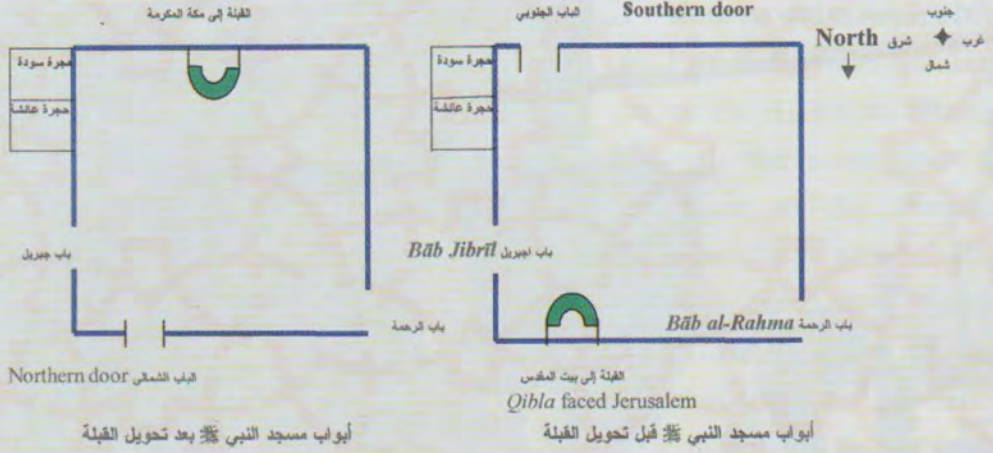 القبلة إلى مكة المكرمة
حجرة سودة
حجرة عائشة
باب جبريل
باب الرحمة
Northern door الباب الشمالي
أبواب مسجد النبي ﷺ بعد تحويل القبلة
الباب الجنوبي Southern door
جنوب
North شرق غرب
شمال
حجرة سودة
حجرة عائشة
Bāb Jibrīl باب اجبريل
Bāb al-Rahma باب الرحمة
القبلة إلى بيت المقدس
Qibla faced Jerusalem
أبواب مسجد النبي ﷺ قبل تحويل القبلة